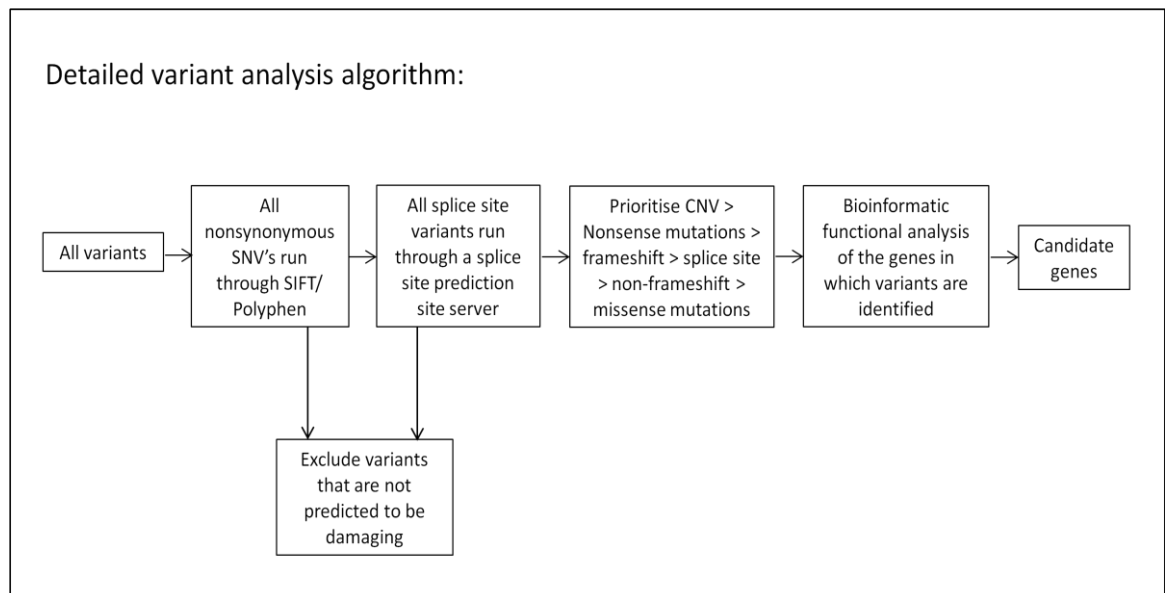 Detailed variant analysis algorithm:
All variants
All
nonsynonymous
SNV's run
through SIFT/
Polyphen
All splice site
variants run
through a splice
site prediction
site server
Prioritise CNV >
Nonsense mutations >
frameshift > splice site
> non-frameshift >
missense mutations
Bioinformatic
functional analysis
of the genes in
which variants are
identified
Candidate
genes
Exclude variants
that are not
predicted to be
damaging